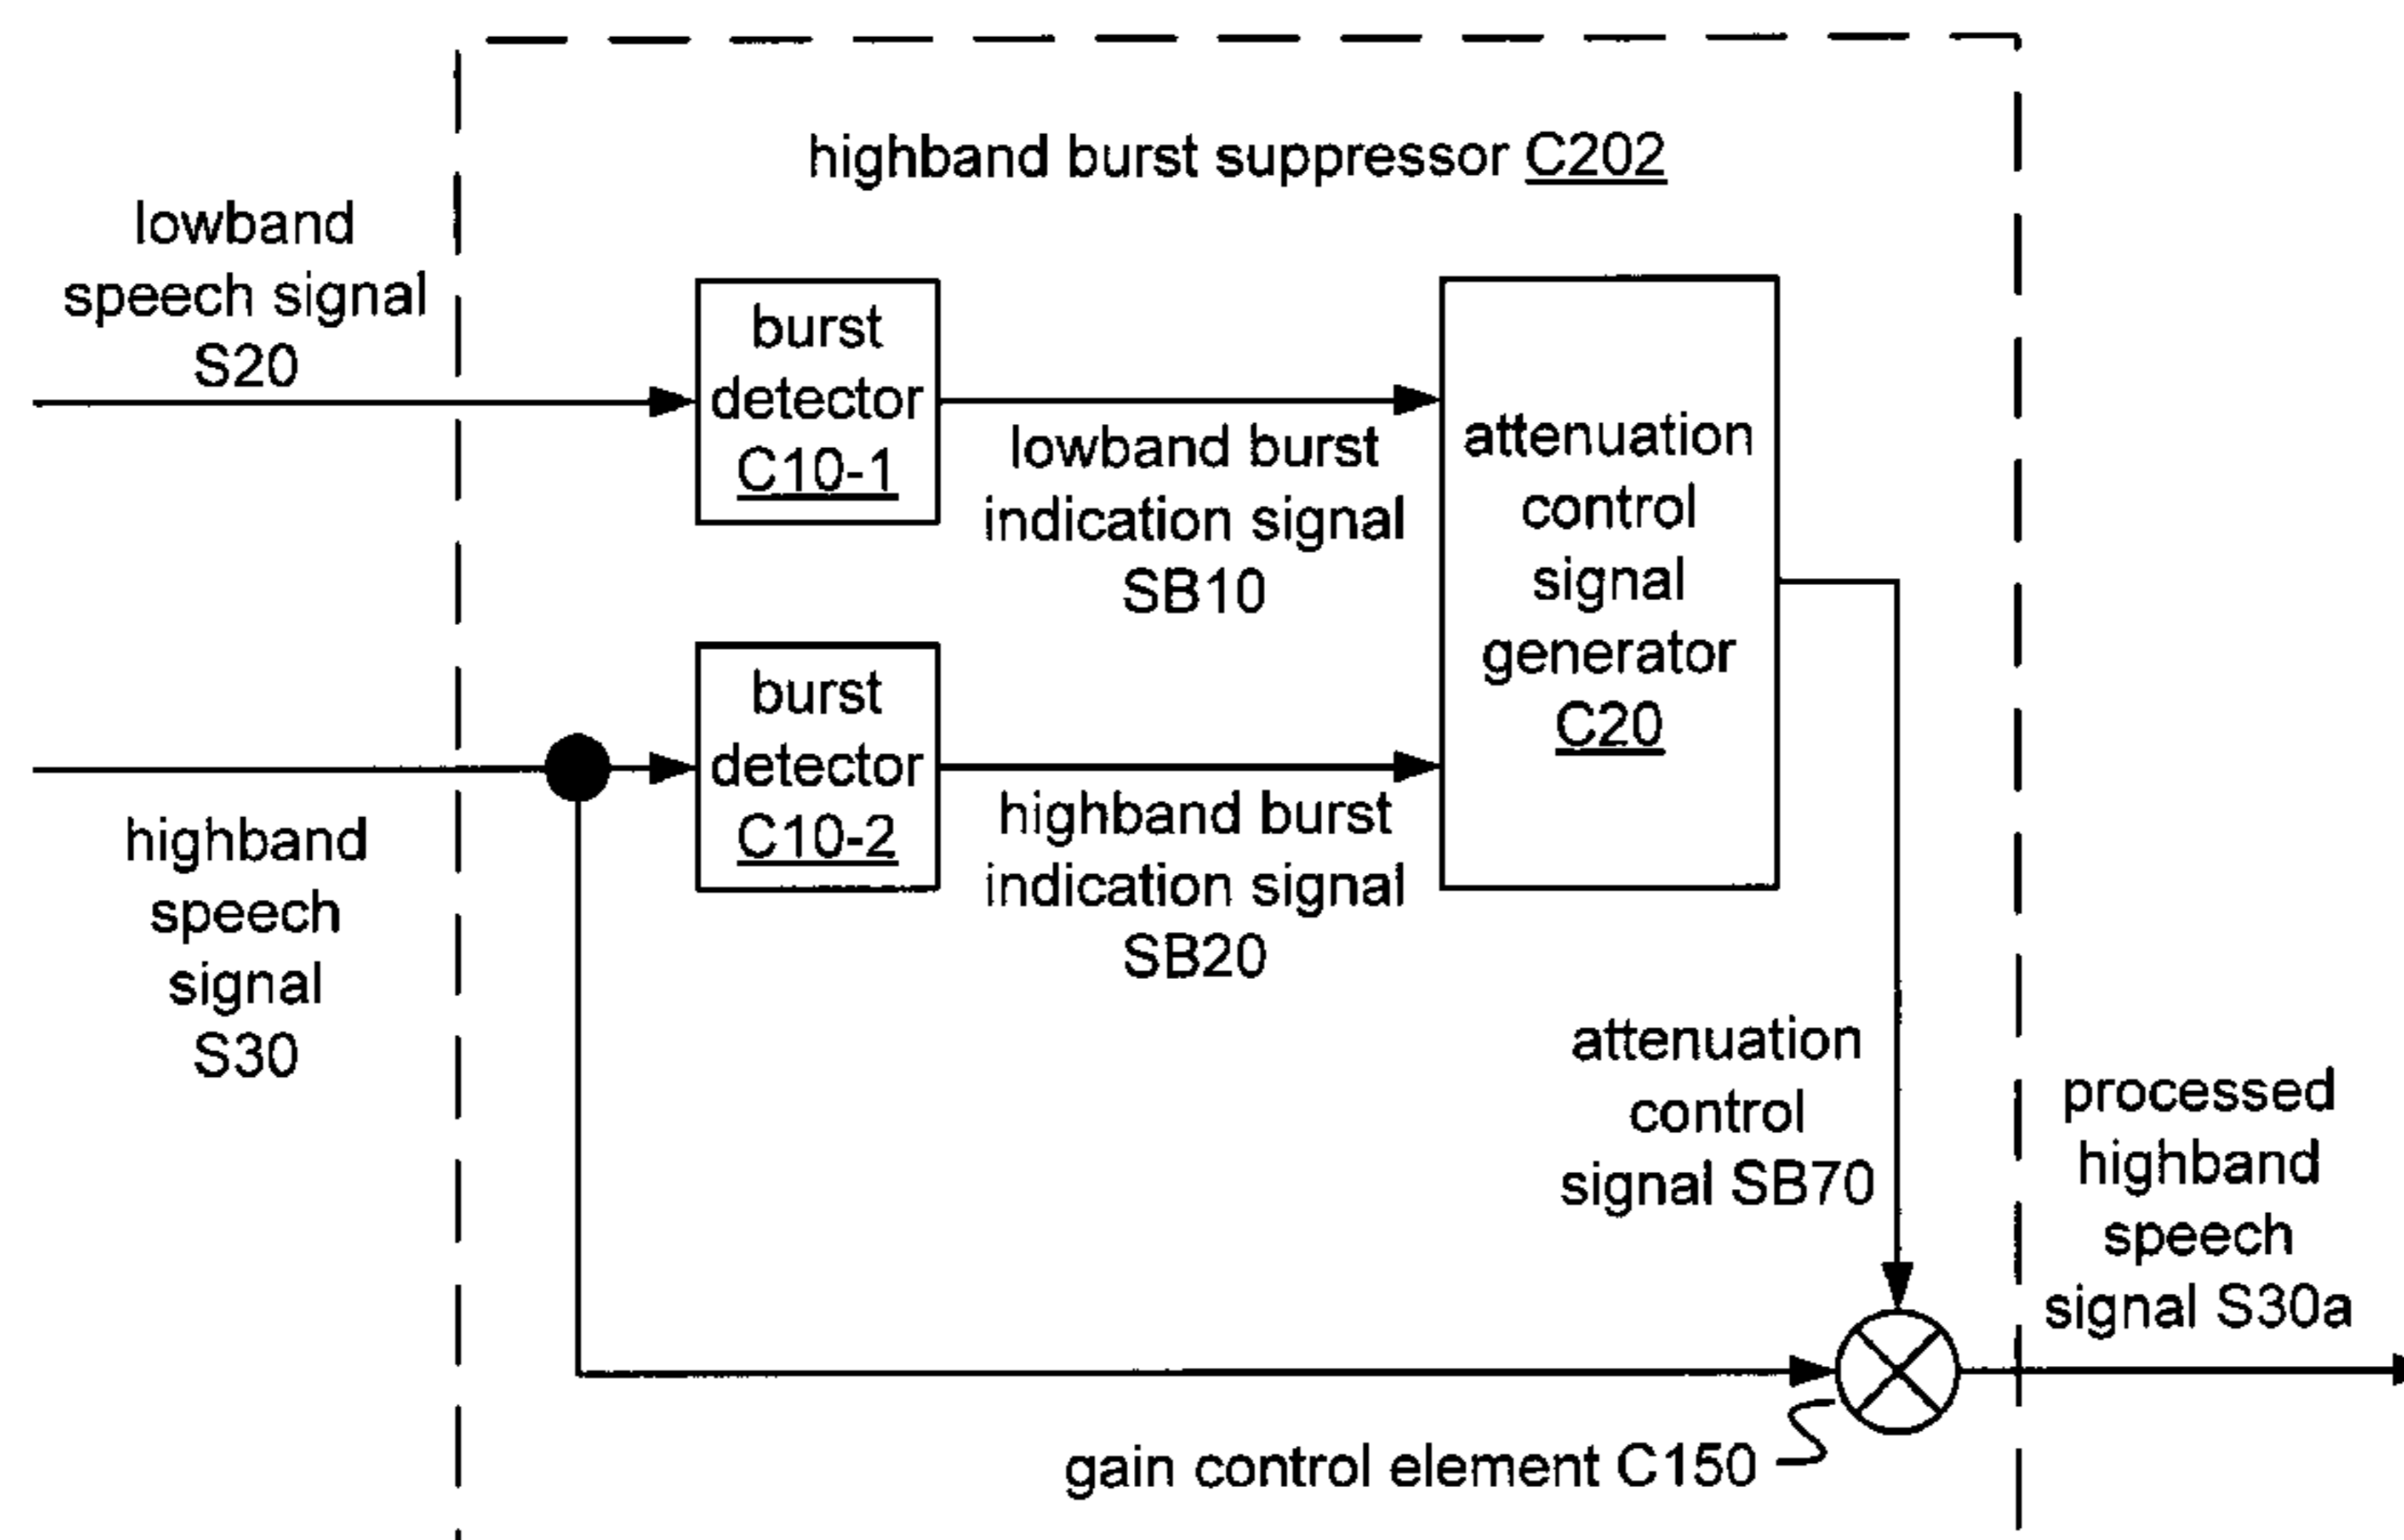 highband burst suppressor C202
lowband
speech signal
S20
burst
detector
C10-1
lowband burst
indication signal
SB10
attenuation
control
signal
generator
C20
highband
speech
signal
S30
burst
detector
C10-2
highband burst
indication signal
SB20
attenuation
control
signal SB70
processed
highband
speech
signal S30a
gain control element C150